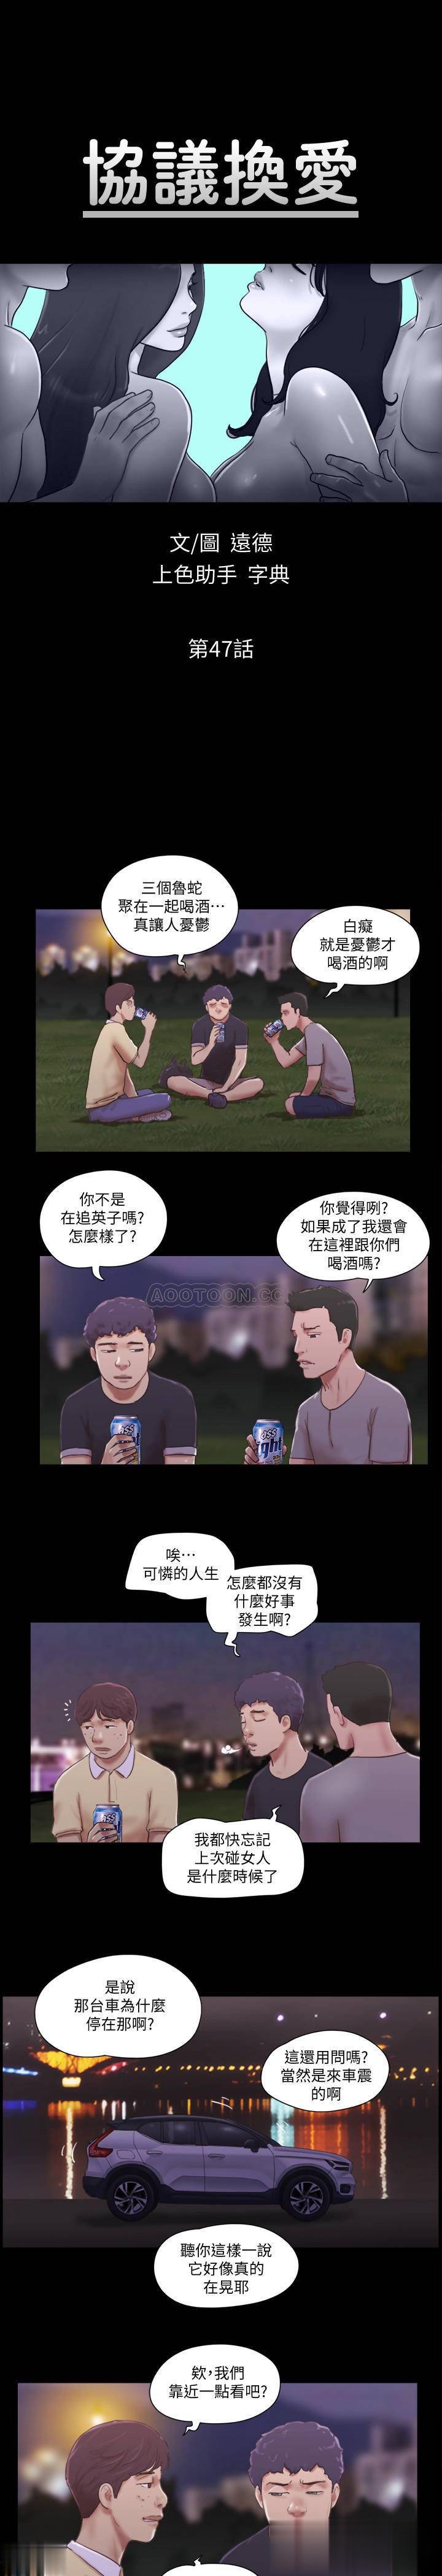 協議換愛
文/圖 遠德
上色助手 字典
第47話
三個魯蛇
聚在一起喝酒⋯
真讓人憂鬱
白癡
就是憂鬱才
喝酒的啊
你不是
在追英子嗎?
怎麼樣了?
你覺得咧?
如果成了我還會
在這裡跟你們
喝酒嗎?
AOOTOON.COM
唉⋯
可憐的人生
怎麼都沒有
什麼好事
發生啊?
我都快忘記
上次碰女人
是什麼時候了
是說
那台車為什麼
停在那啊?
這還用問嗎?
當然是來車震
的啊
聽你這樣一說
它好像真的
在晃耶
欸,我們
靠近一點看吧?